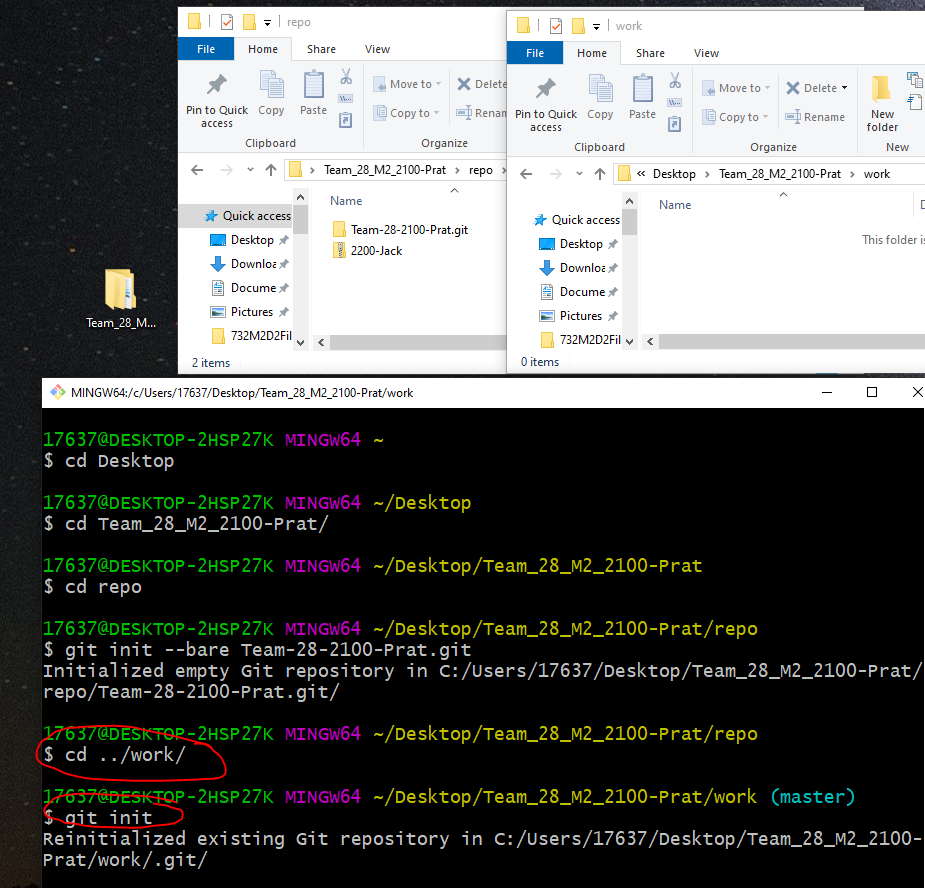 repo
File Home Share View
Pin to Quick access
Copy
Paste
Move to
Copy to
Delete
Renam
Clipboard
Organize
Team_28_M2_2100-Prat › repo
Quick access
Desktop
Downloa
Docume
Pictures
732M2D2Fil
Name
Team-28-2100-Prat.git
2200-Jack
2 items
work
File Home Share View
Pin to Quick access
Copy
Paste
Move to
Copy to
Delete
Rename
New folder
Clipboard
Organize
New
« Desktop › Team_28_M2_2100-Prat › work
Quick access
Desktop
Downloa
Docume
Pictures
732M2D2Fil
Name
This folder is
0 items
Team_28_M...
MINGW64:/c/Users/17637/Desktop/Team_28_M2_2100-Prat/work
17637@DESKTOP-2HSP27K MINGW64 ~
$ cd Desktop
17637@DESKTOP-2HSP27K MINGW64 ~/Desktop
$ cd Team_28_M2_2100-Prat/
17637@DESKTOP-2HSP27K MINGW64 ~/Desktop/Team_28_M2_2100-Prat
$ cd repo
17637@DESKTOP-2HSP27K MINGW64 ~/Desktop/Team_28_M2_2100-Prat/repo
$ git init --bare Team-28-2100-Prat.git
Initialized empty Git repository in C:/Users/17637/Desktop/Team_28_M2_2100-Prat/
repo/Team-28-2100-Prat.git/
17637@DESKTOP-2HSP27K MINGW64 ~/Desktop/Team_28_M2_2100-Prat/repo
$ cd ../work/
17637@DESKTOP-2HSP27K MINGW64 ~/Desktop/Team_28_M2_2100-Prat/work (master)
$ git init
Reinitialized existing Git repository in C:/Users/17637/Desktop/Team_28_M2_2100-
Prat/work/.git/